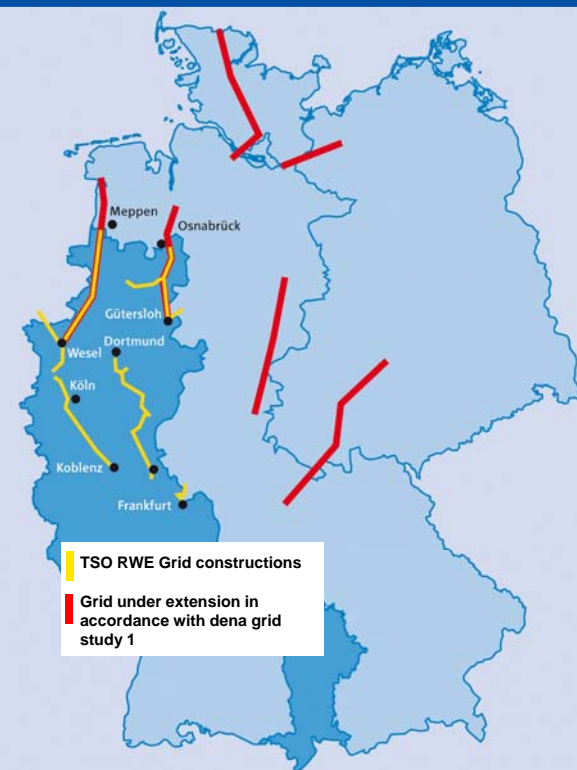 Meppen
Osnabrück
Gütersloh
Wesel
Dortmund
Köln
Koblenz
Frankfurt
TSO RWE Grid constructions
Grid under extension in
accordance with dena grid
study 1